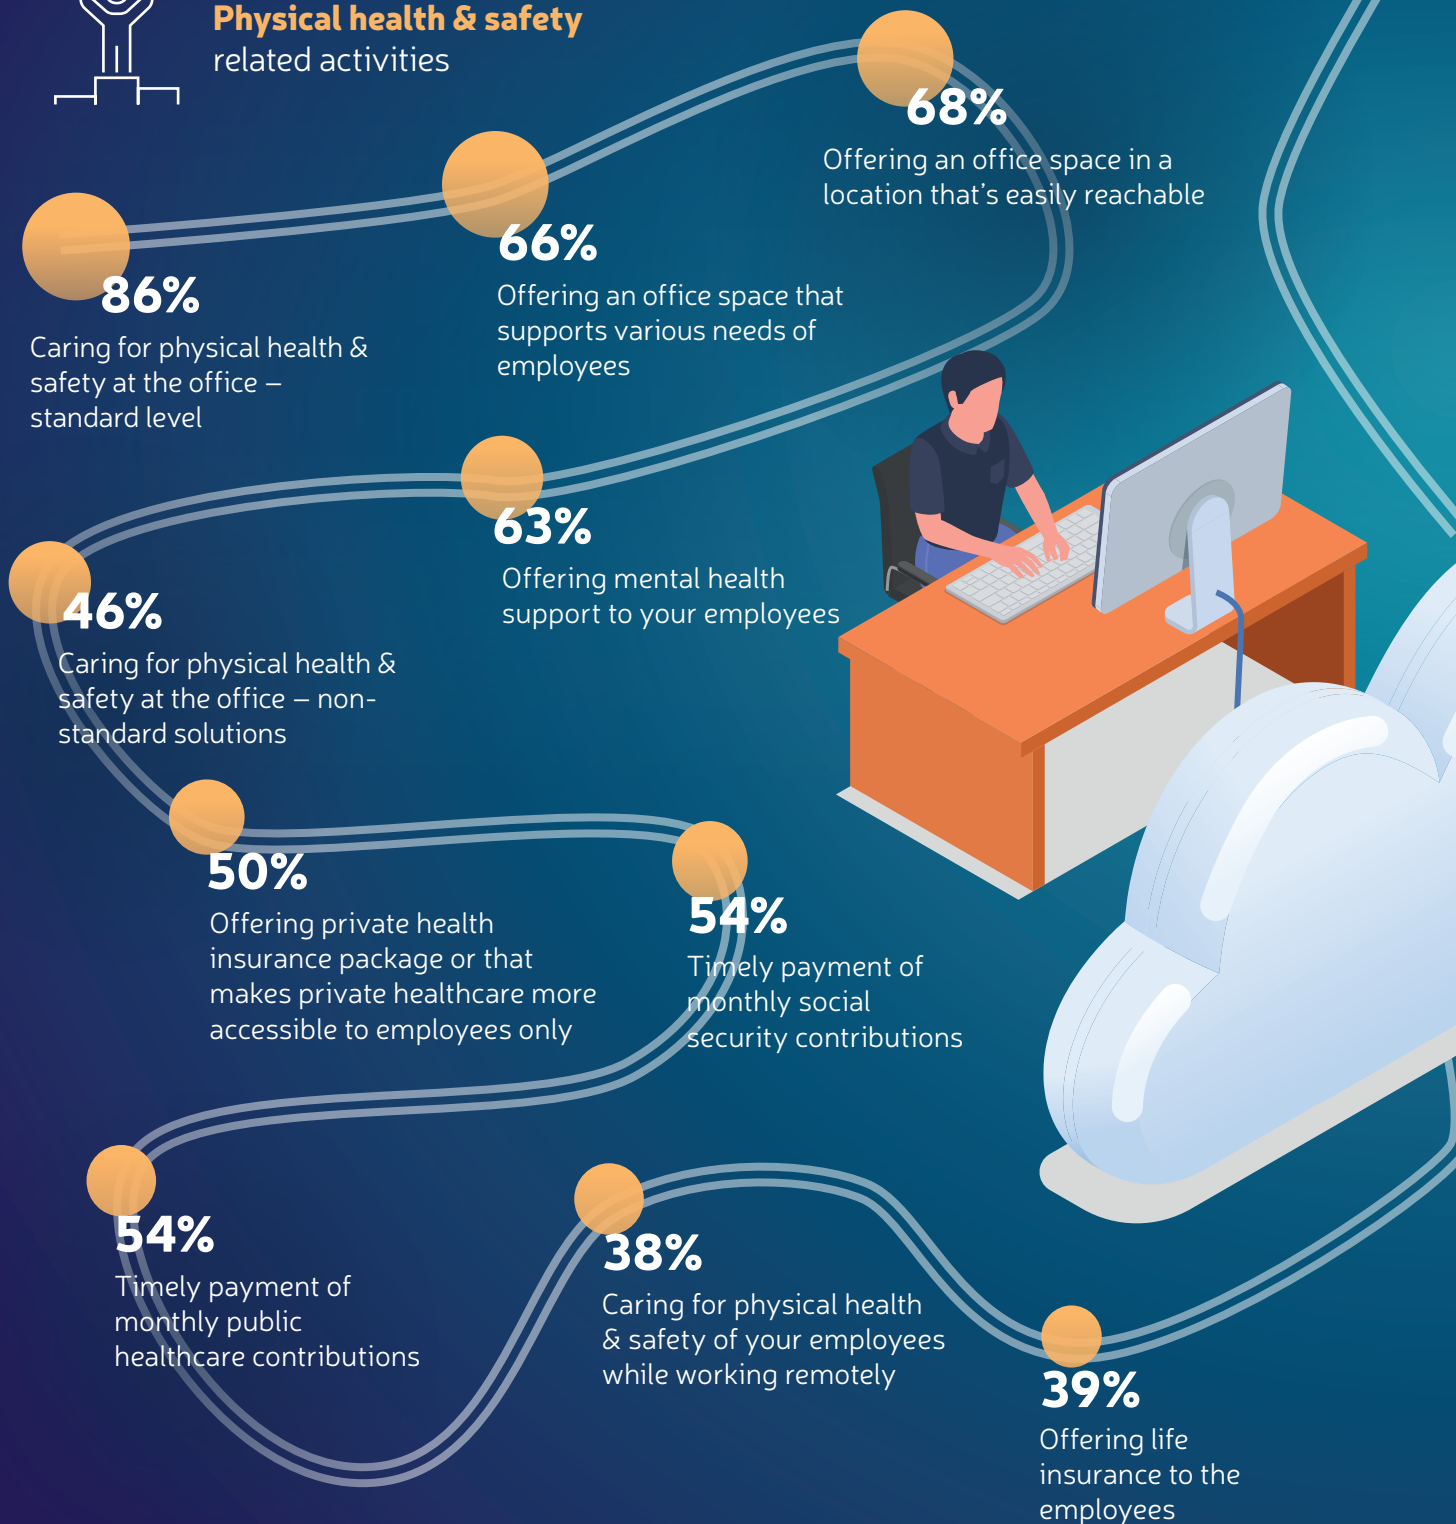 Physical health & safety
related activities
86%
Caring for physical health &
safety at the office –
standard level
66%
Offering an office space that
supports various needs of
employees
68%
Offering an office space in a
location that's easily reachable
63%
Offering mental health
support to your employees
46%
Caring for physical health &
safety at the office – non-
standard solutions
50%
Offering private health
insurance package or that
makes private healthcare more
accessible to employees only
54%
Timely payment of
monthly social
security contributions
54%
Timely payment of
monthly public
healthcare contributions
38%
Caring for physical health
& safety of your employees
while working remotely
39%
Offering life
insurance to the
employees